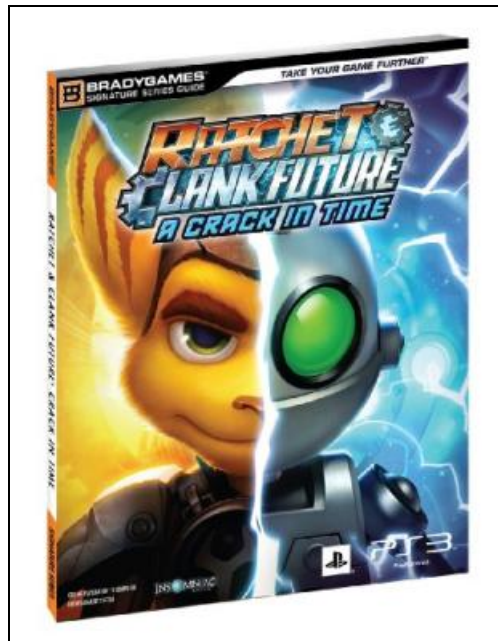 BRADYGAMES®
SIGNATURE SERIES GUIDE
TAKE YOUR GAME FURTHER®
RATCHET &
CLANK FUTURE
A CRACK IN TIME
RATCHET & CLANK FUTURE: A CRACK IN TIME
BRADYGAMES
INSOMNIAC
PS3